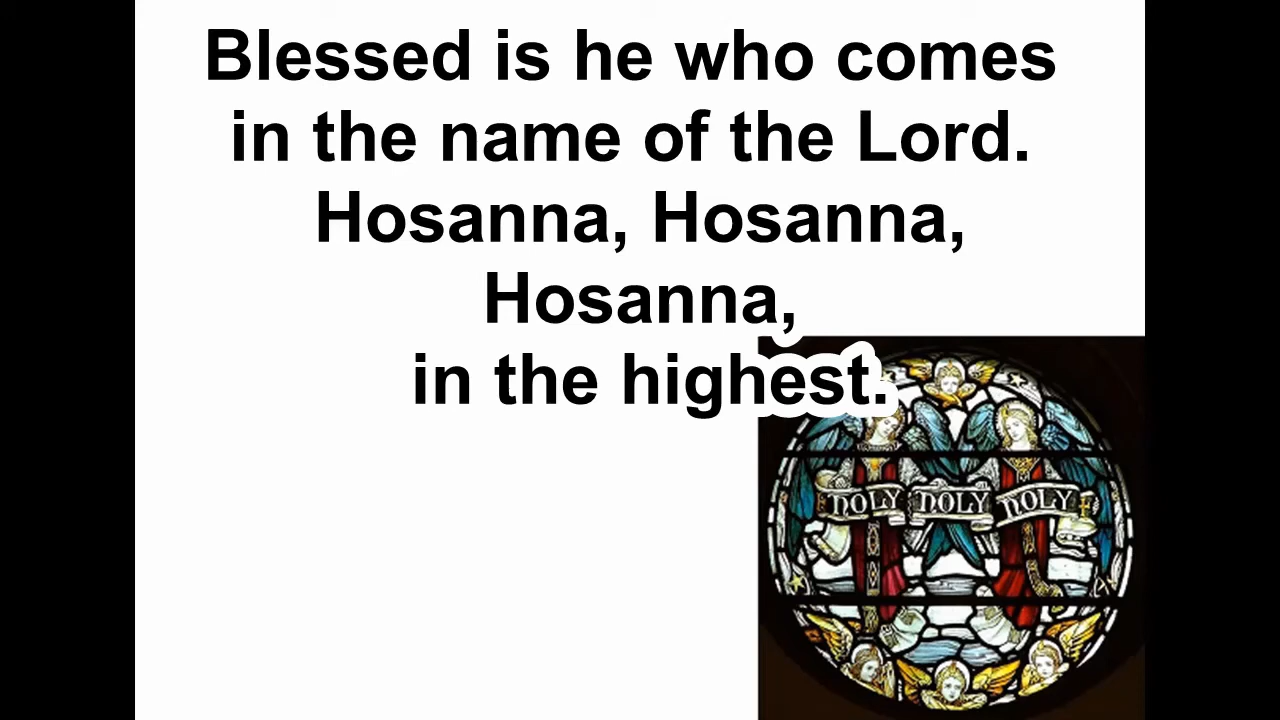 Blessed is he who comes
in the name of the Lord.
Hosanna, Hosanna,
Hosanna,
in the highest.
HOLY HOLY HOLY